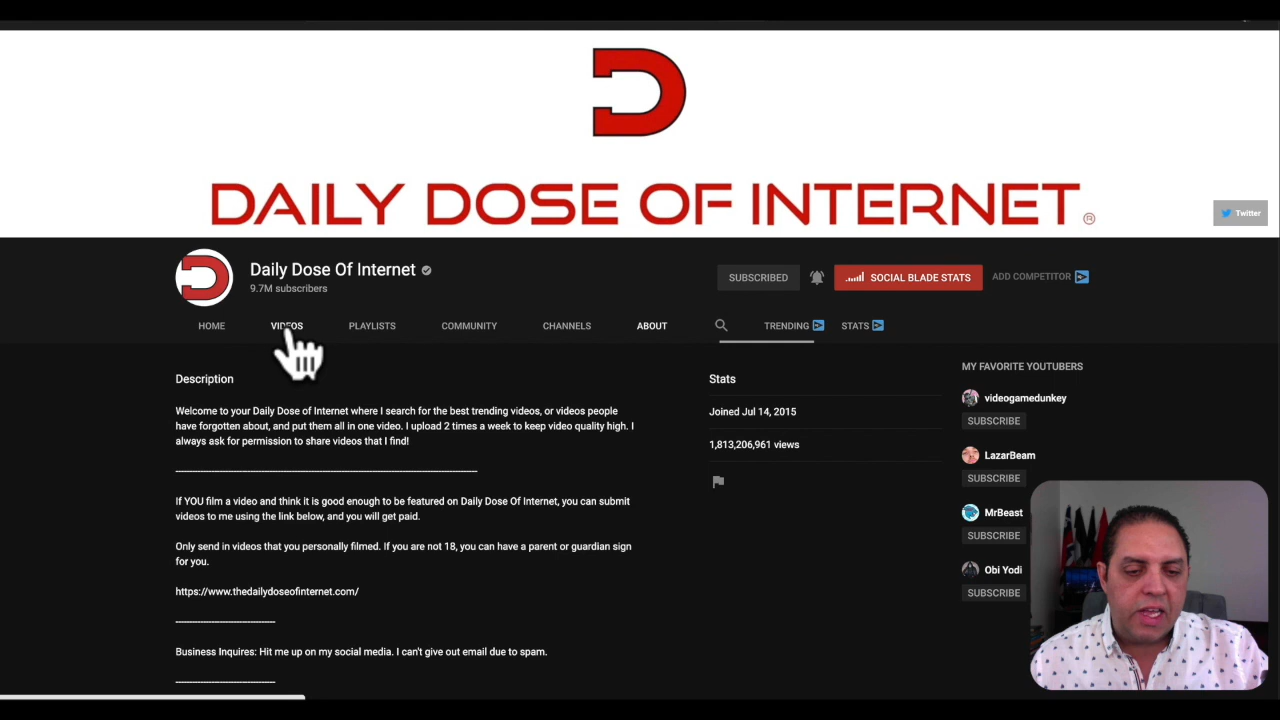 D
DAILY DOSE OF INTERNET®
Twitter
Daily Dose Of Internet
9.7M subscribers
SUBSCRIBED
SOCIAL BLADE STATS
ADD COMPETITOR
HOME
VIDEOS
PLAYLISTS
COMMUNITY
CHANNELS
ABOUT
TRENDING
STATS
Description
Welcome to your Daily Dose of Internet where I search for the best trending videos, or videos people
have forgotten about, and put them all in one video. I upload 2 times a week to keep video quality high. I
always ask for permission to share videos that I find!
If YOU film a video and think it is good enough to be featured on Daily Dose Of Internet, you can submit
videos to me using the link below, and you will get paid.
Only send in videos that you personally filmed. If you are not 18, you can have a parent or guardian sign
for you.
https://www.thedailydoseofinternet.com/
Business Inquires: Hit me up on my social media. I can't give out email due to spam.
Stats
Joined Jul 14, 2015
1,813,206,961 views
MY FAVORITE YOUTUBERS
videogamedunkey
SUBSCRIBE
LazarBeam
SUBSCRIBE
MrBeast
SUBSCRIBE
Obi Yodi
SUBSCRIBE